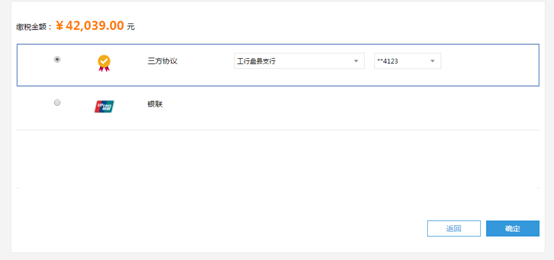 缴税金额：￥42,039.00 元
三方协议 工行盘县支行 **4123
银联
返回 确定